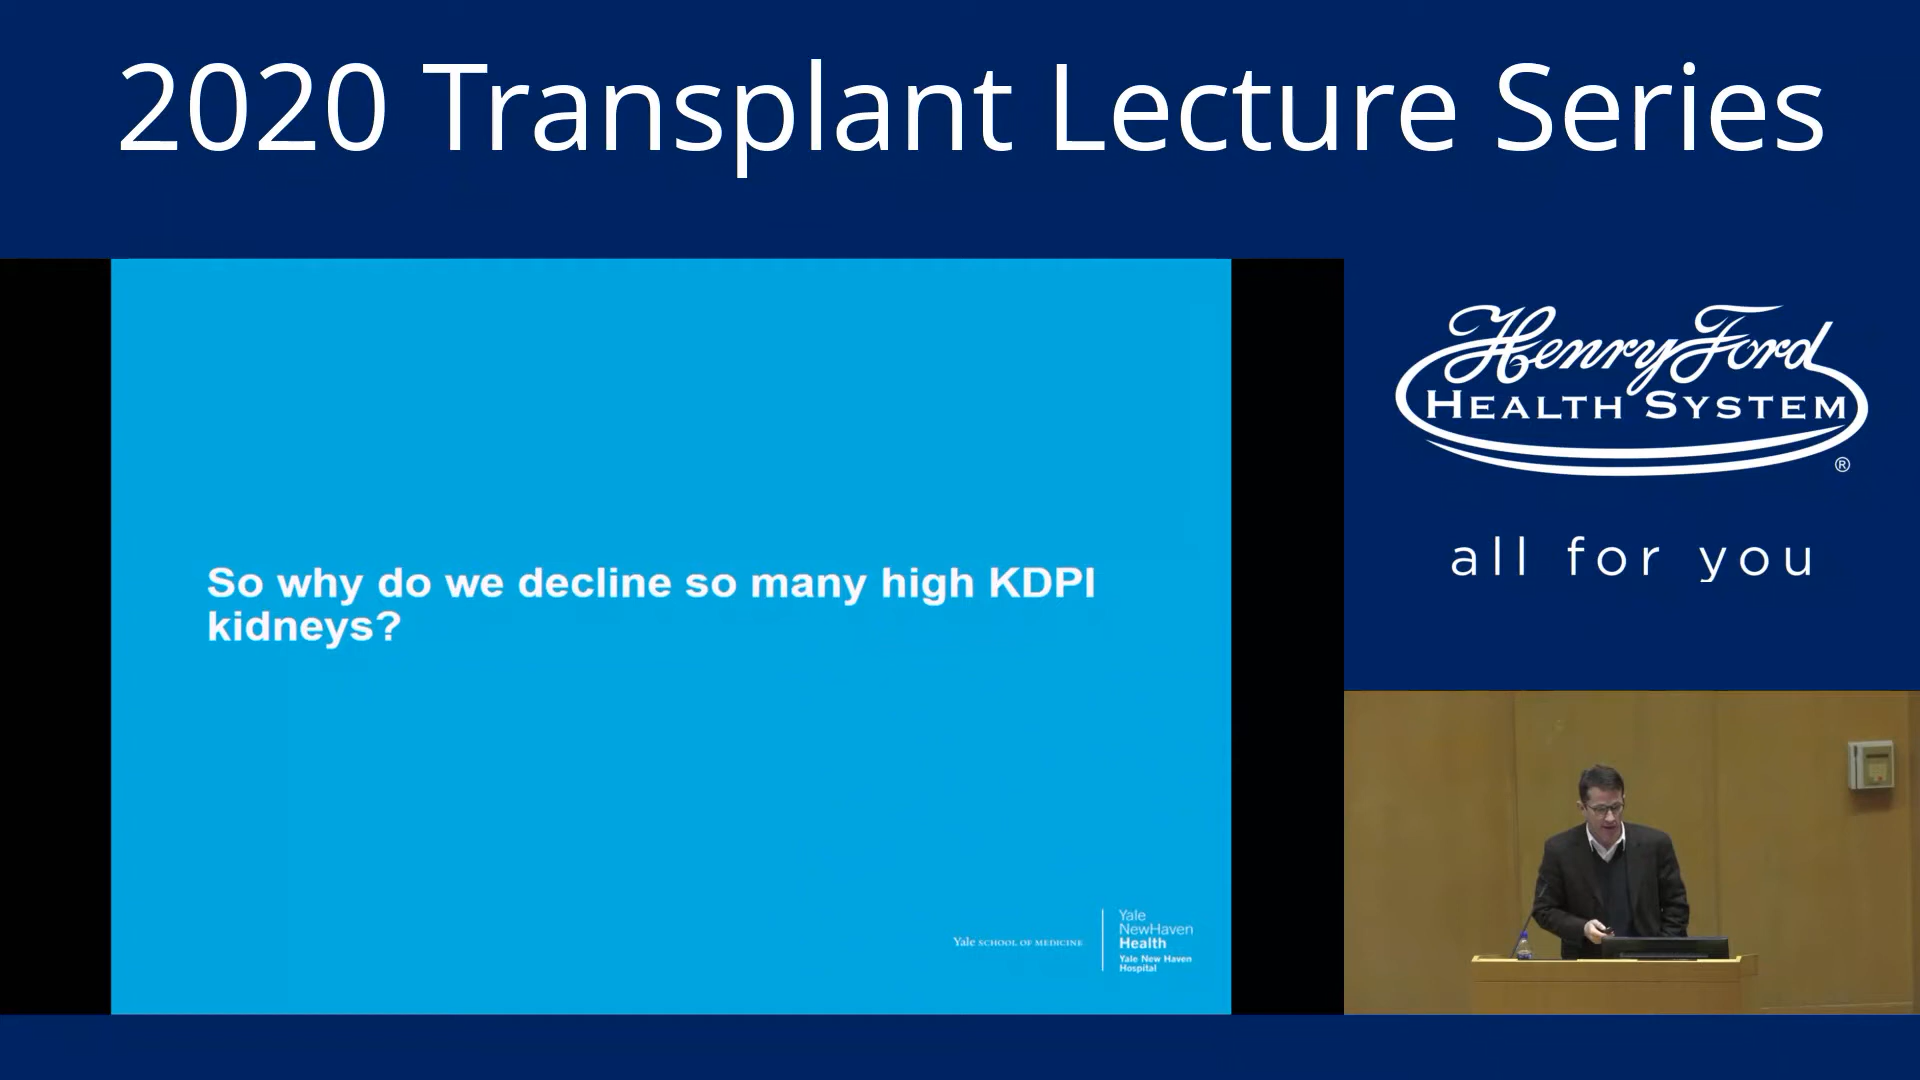 2020 Transplant Lecture Series
Henry Ford
HEALTH SYSTEM
®
all for you
So why do we decline so many high KDPI
kidneys?
Yale SCHOOL OF MEDICINE
Yale
NewHaven
Health
Yale New Haven
Hospital